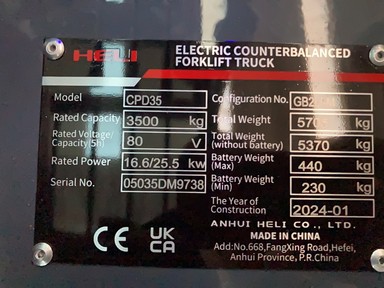 HELI
ELECTRIC COUNTERBALANCED
FORKLIFT TRUCK
Model CPD35
Configuration No.
Rated Capacity 3500 kg
Total Weight kg
Rated Voltage/
Capacity(5h) 80 V
Total Weight
(without battery) 5370 kg
Rated Power 16.6/25.5 kw
Battery Weight
(Max) 440 kg
Serial No. 05035DM9738
Battery Weight
(Min) 230 kg
The Year of
Construction 2024-01
CE
UK
CA
ANHUI HELI CO., LTD.
MADE IN CHINA
Add:No.668,FangXing Road,Hefei,
Anhui Province, P.R.China